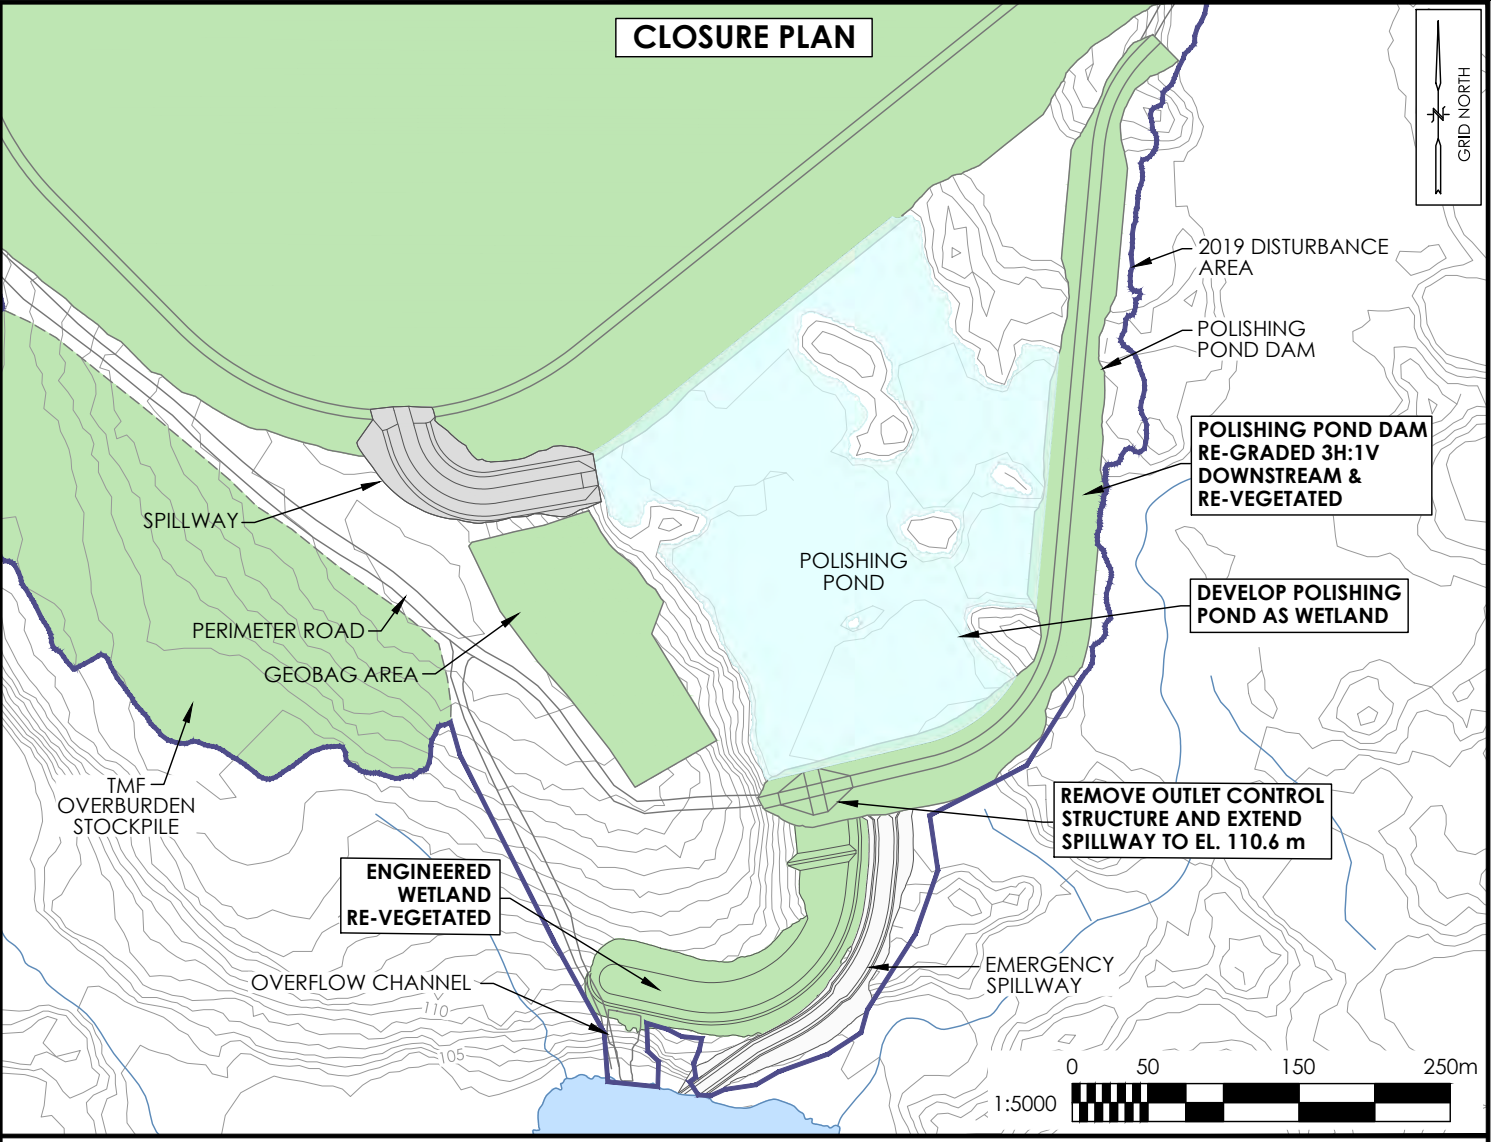 CLOSURE PLAN
N
GRID NORTH
2019 DISTURBANCE
AREA
POLISHING
POND DAM
POLISHING POND DAM
RE-GRADED 3H:1V
DOWNSTREAM &
RE-VEGETATED
SPILLWAY
POLISHING
POND
DEVELOP POLISHING
POND AS WETLAND
PERIMETER ROAD
GEOBAG AREA
TMF
OVERBURDEN
STOCKPILE
REMOVE OUTLET CONTROL
STRUCTURE AND EXTEND
SPILLWAY TO EL. 110.6 m
ENGINEERED
WETLAND
RE-VEGETATED
OVERFLOW CHANNEL
EMERGENCY
SPILLWAY
110
105
0 50 150 250m
1:5000